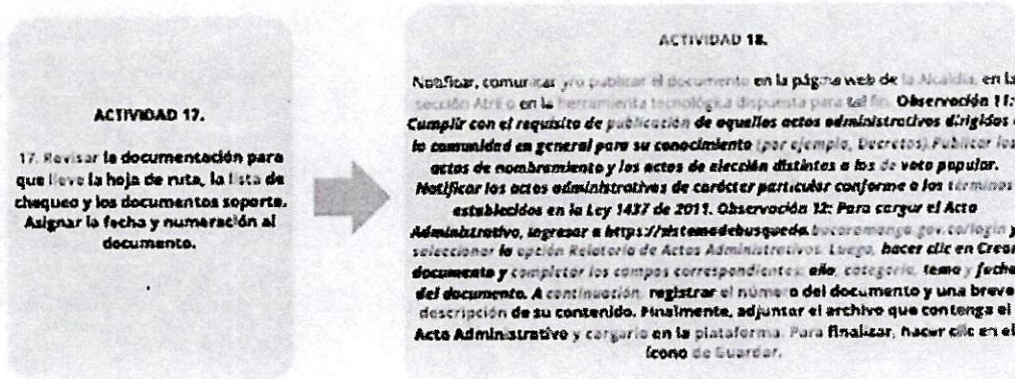 ACTIVIDAD 17.
17. Revisar la documentación para
que lleve la hoja de ruta, la lista de
chequeo y los documentos soporte.
Asignar la fecha y numeración al
documento.
ACTIVIDAD 18.
Notificar, comunicar y/o publicar el documento en la página web de la Alcaldía, en la
sección Atril o en la herramienta tecnológica dispuesta para tal fin. Observación 11:
Cumplir con el requisito de publicación de aquellos actos administrativos dirigidos a
la comunidad en general para su conocimiento (por ejemplo, Decretos). Publicar los
actos de nombramiento y los actos de elección distintos a los de voto popular.
Notificar los actos administrativos de carácter particular conforme a los términos
establecidos en la Ley 1437 de 2011. Observación 12: Para cargar el Acto
Administrativo, ingresar a https://sistemadebusqueda.bucaramanga.gov.co/login y
seleccionar la opción Relatoría de Actos Administrativos. Luego, hacer clic en Crear
documento y completar los campos correspondientes: año, categoría, tema y fecha
del documento. A continuación, registrar el número del documento y una breve
descripción de su contenido. Finalmente, adjuntar el archivo que contenga el
Acto Administrativo y cargarlo en la plataforma. Para finalizar, hacer clic en el
ícono de Guardar.